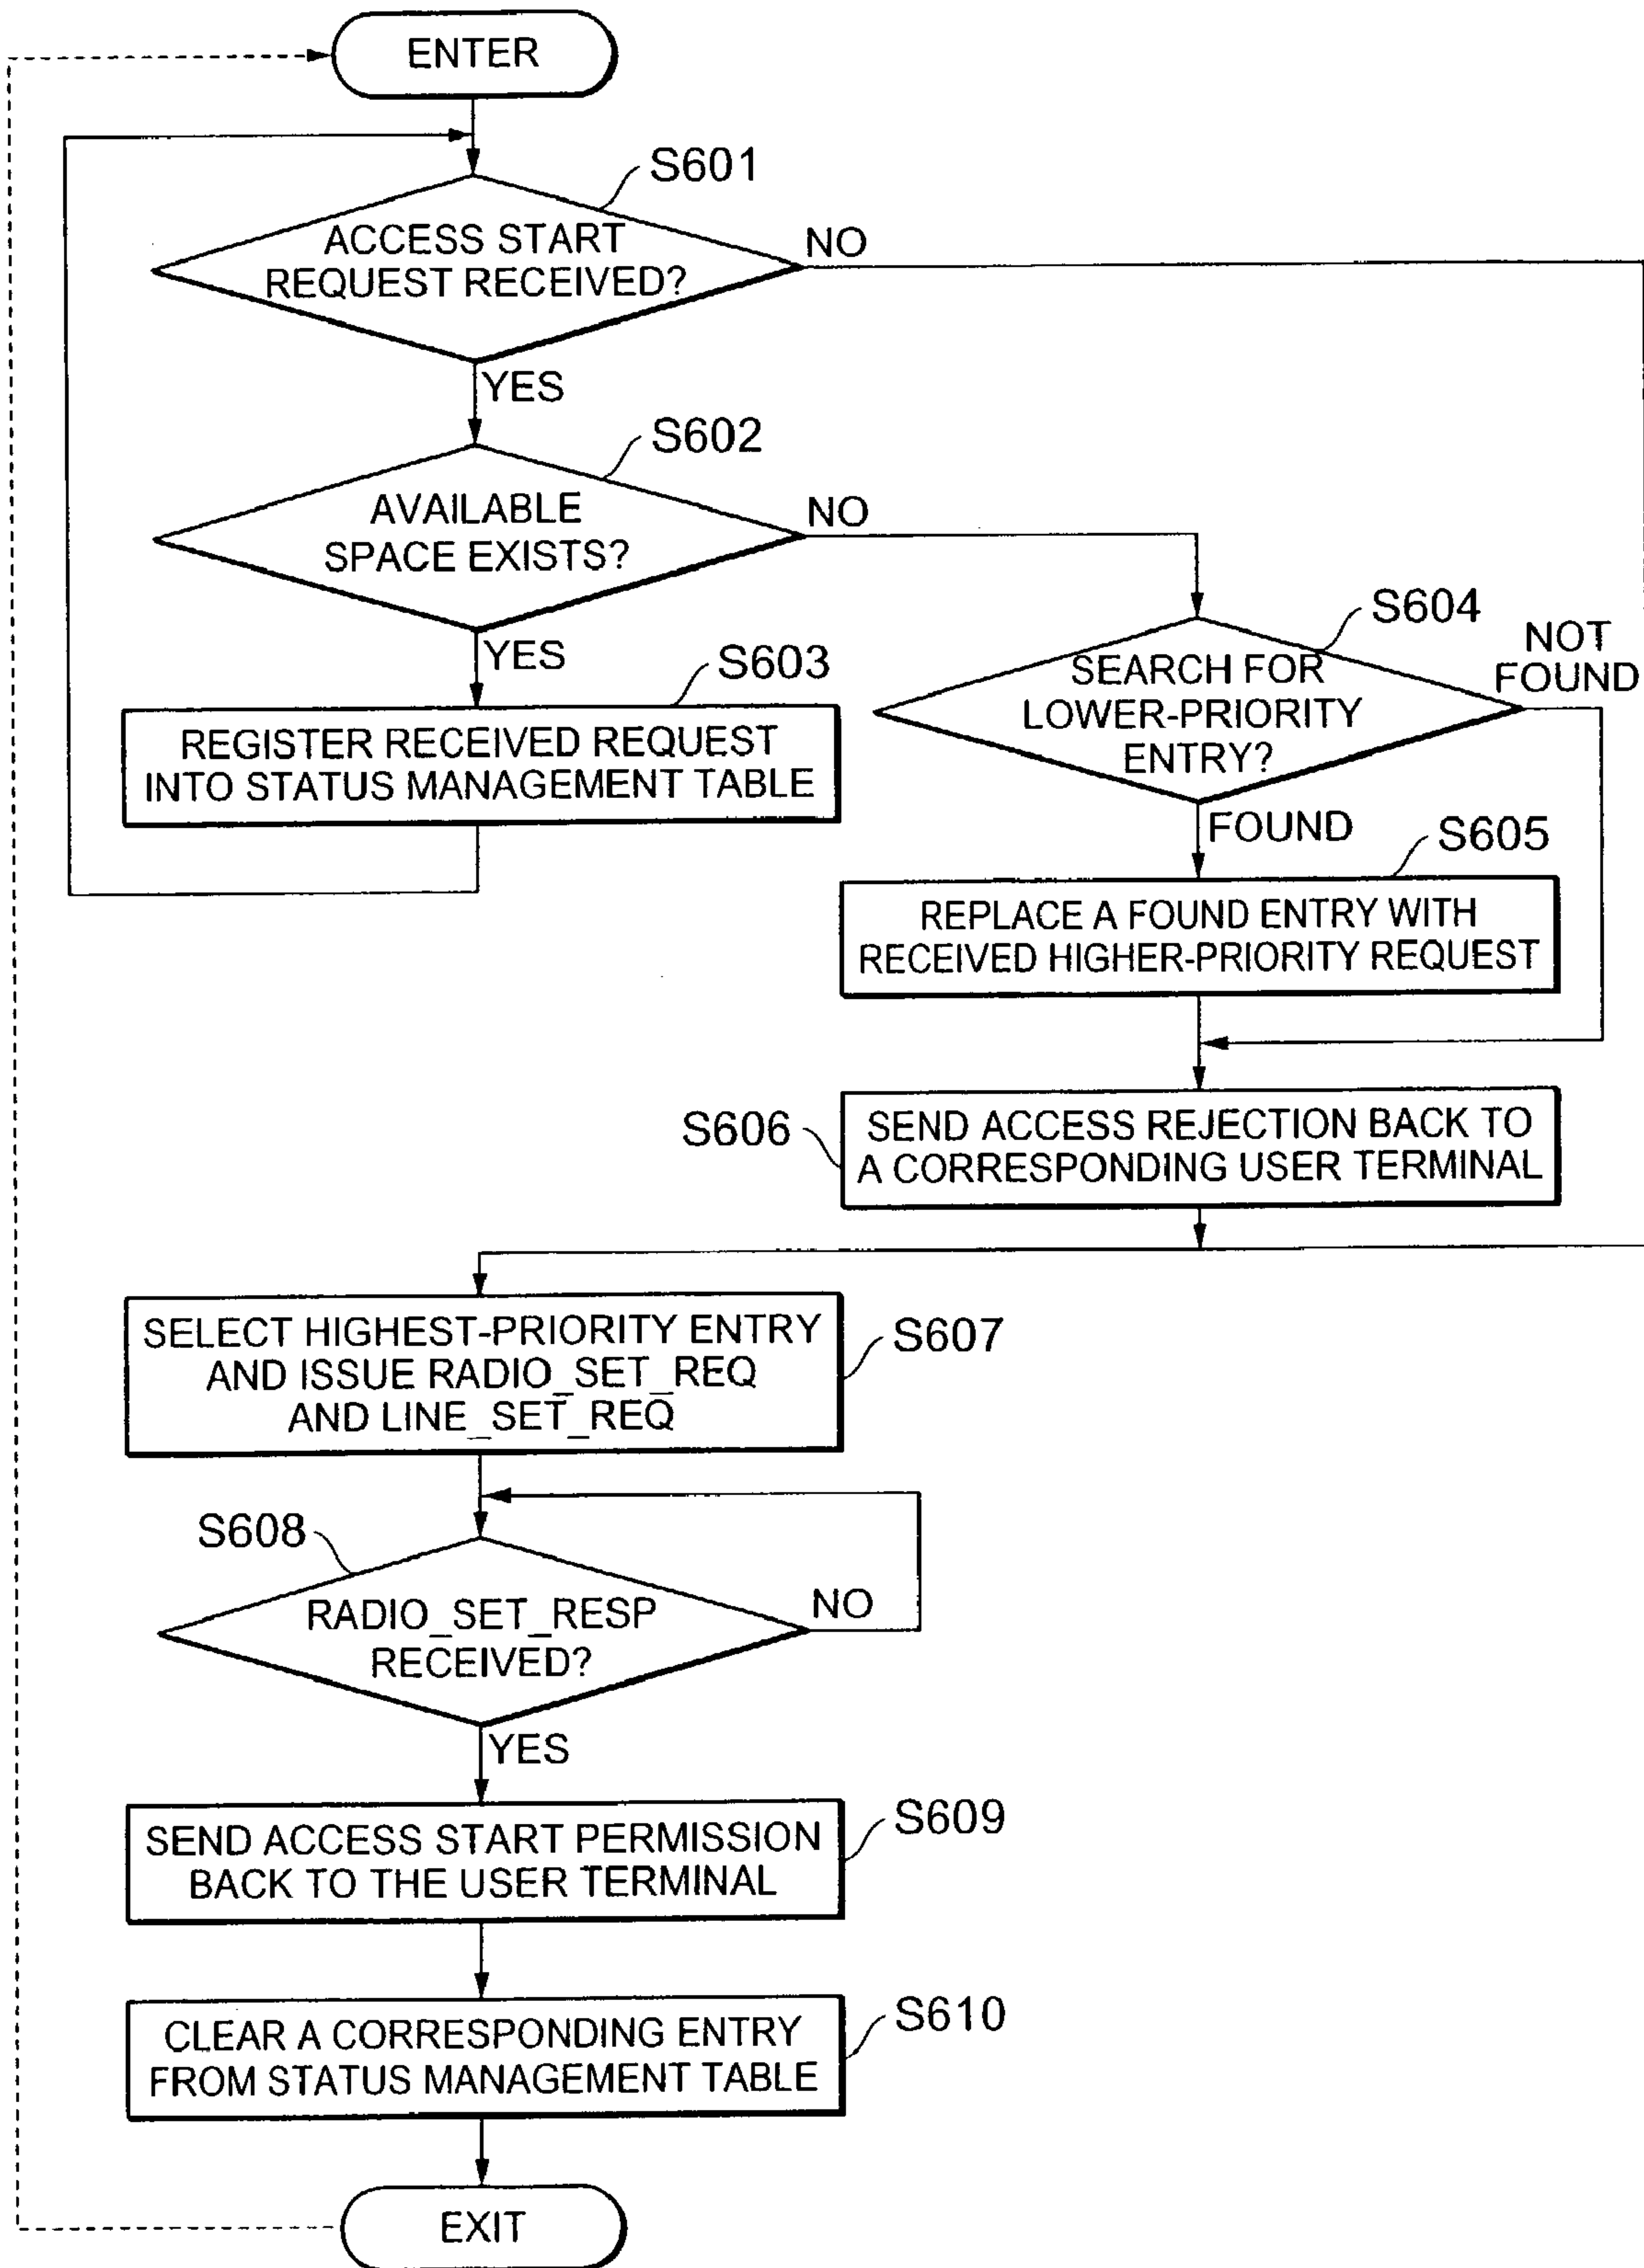 ENTER
S601
ACCESS START
REQUEST RECEIVED?
NO
YES
S602
AVAILABLE
SPACE EXISTS?
NO
YES
S603
REGISTER RECEIVED REQUEST
INTO STATUS MANAGEMENT TABLE
S604
SEARCH FOR
LOWER-PRIORITY
ENTRY?
NOT
FOUND
FOUND
S605
REPLACE A FOUND ENTRY WITH
RECEIVED HIGHER-PRIORITY REQUEST
S606
SEND ACCESS REJECTION BACK TO
A CORRESPONDING USER TERMINAL
SELECT HIGHEST-PRIORITY ENTRY
AND ISSUE RADIO_SET_REQ
AND LINE_SET_REQ
S607
S608
RADIO_SET_RESP
RECEIVED?
NO
YES
SEND ACCESS START PERMISSION
BACK TO THE USER TERMINAL
S609
CLEAR A CORRESPONDING ENTRY
FROM STATUS MANAGEMENT TABLE
S610
EXIT